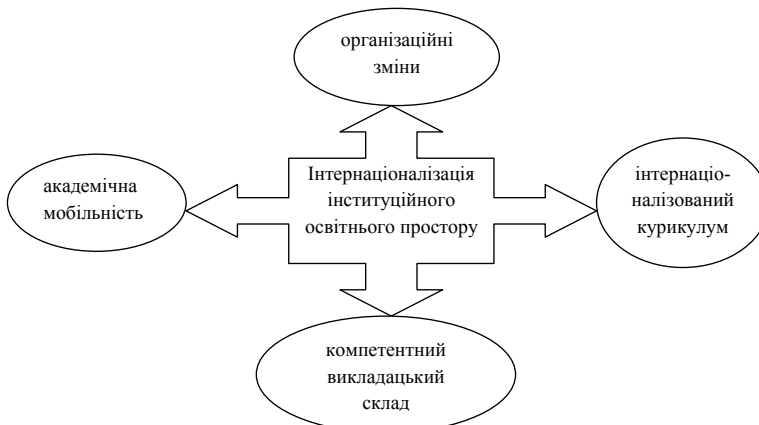 організаційні
зміни
академічна
мобільність
Інтернаціоналізація
інституційного
освітнього простору
інтернаціо-
налізований
курикулум
компетентний
викладацький
склад